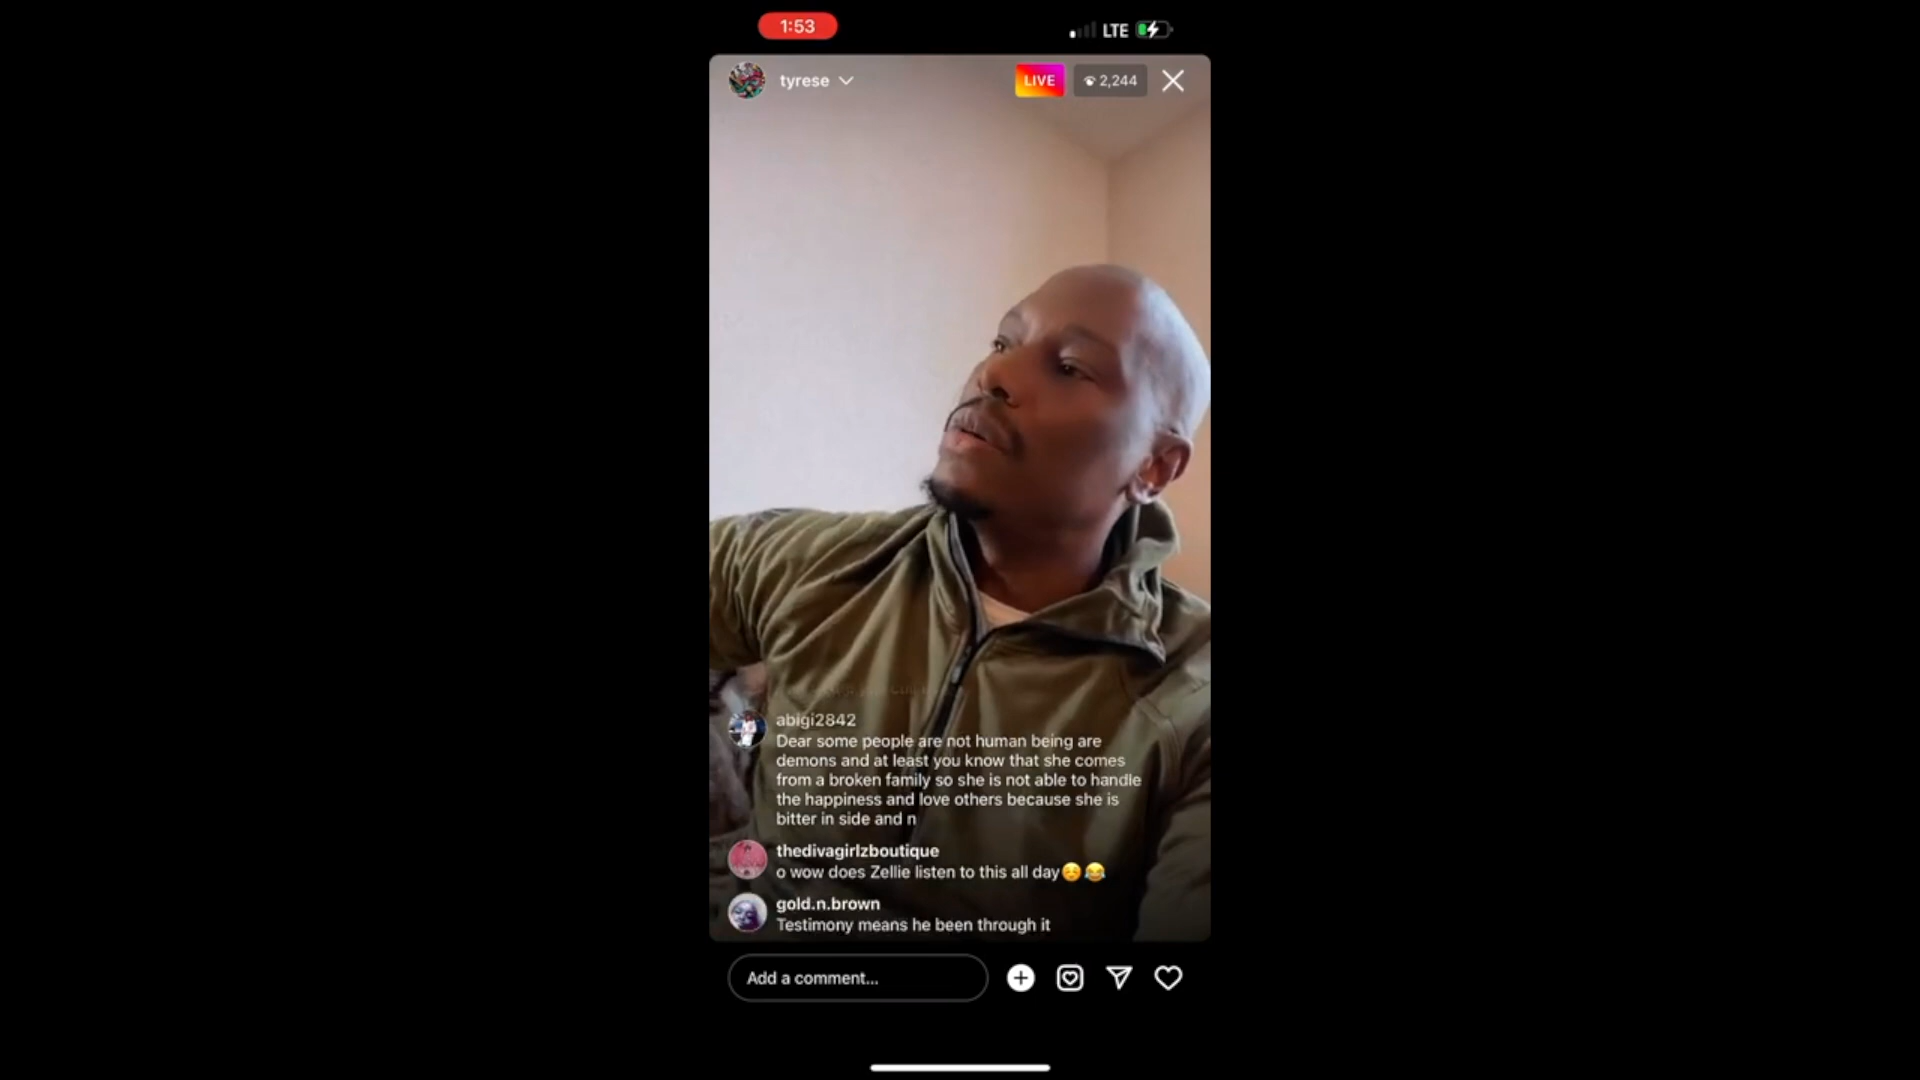 1:53
LTE
tyrese
LIVE
2,244
abigi2842
Dear some people are not human being are
demons and at least you know that she comes
from a broken family so she is not able to handle
the happiness and love others because she is
bitter in side and n
thedivagirlzboutique
o wow does Zellie listen to this all day☺️😂
gold.n.brown
Testimony means he been through it
Add a comment...